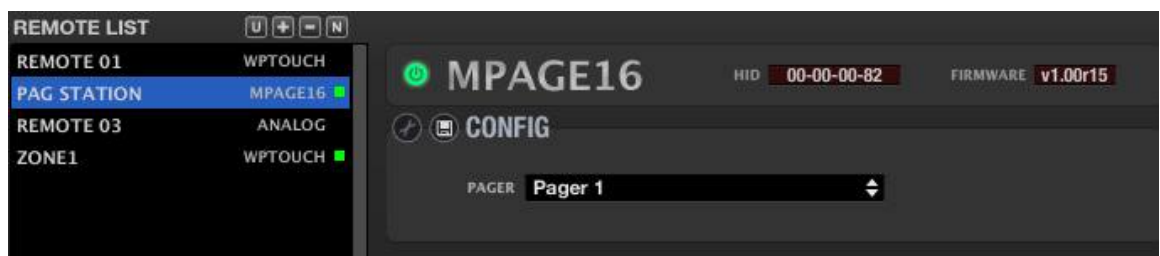 REMOTE LIST U + - N
REMOTE 01 WPTOUCH
PAG STATION MPAGE16
REMOTE 03 ANALOG
ZONE1 WPTOUCH
MPAGE16 HID 00-00-00-82 FIRMWARE v1.00r15
CONFIG
PAGER Pager 1